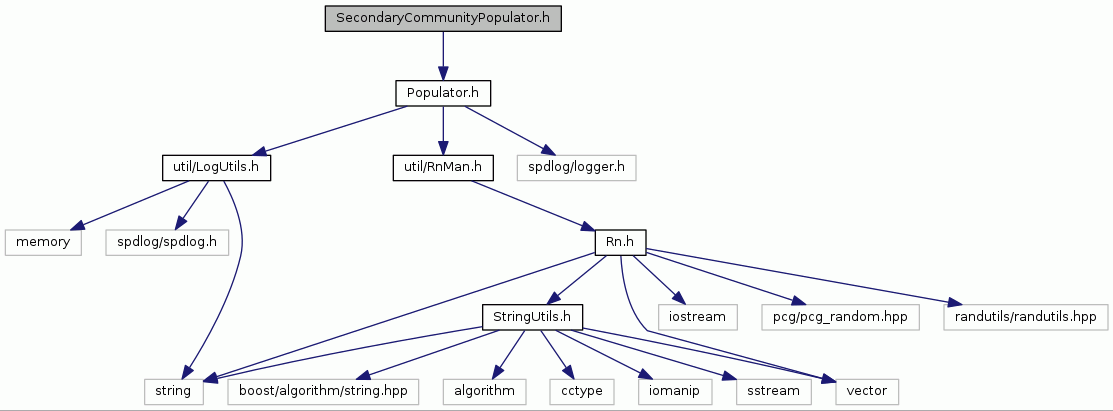 SecondaryCommunityPopulator.h
Populator.h
util/LogUtils.h
util/RnMan.h
spdlog/logger.h
memory
spdlog/spdlog.h
Rn.h
StringUtils.h
iostream
pcg/pcg_random.hpp
randutils/randutils.hpp
string
boost/algorithm/string.hpp
algorithm
cctype
iomanip
sstream
vector